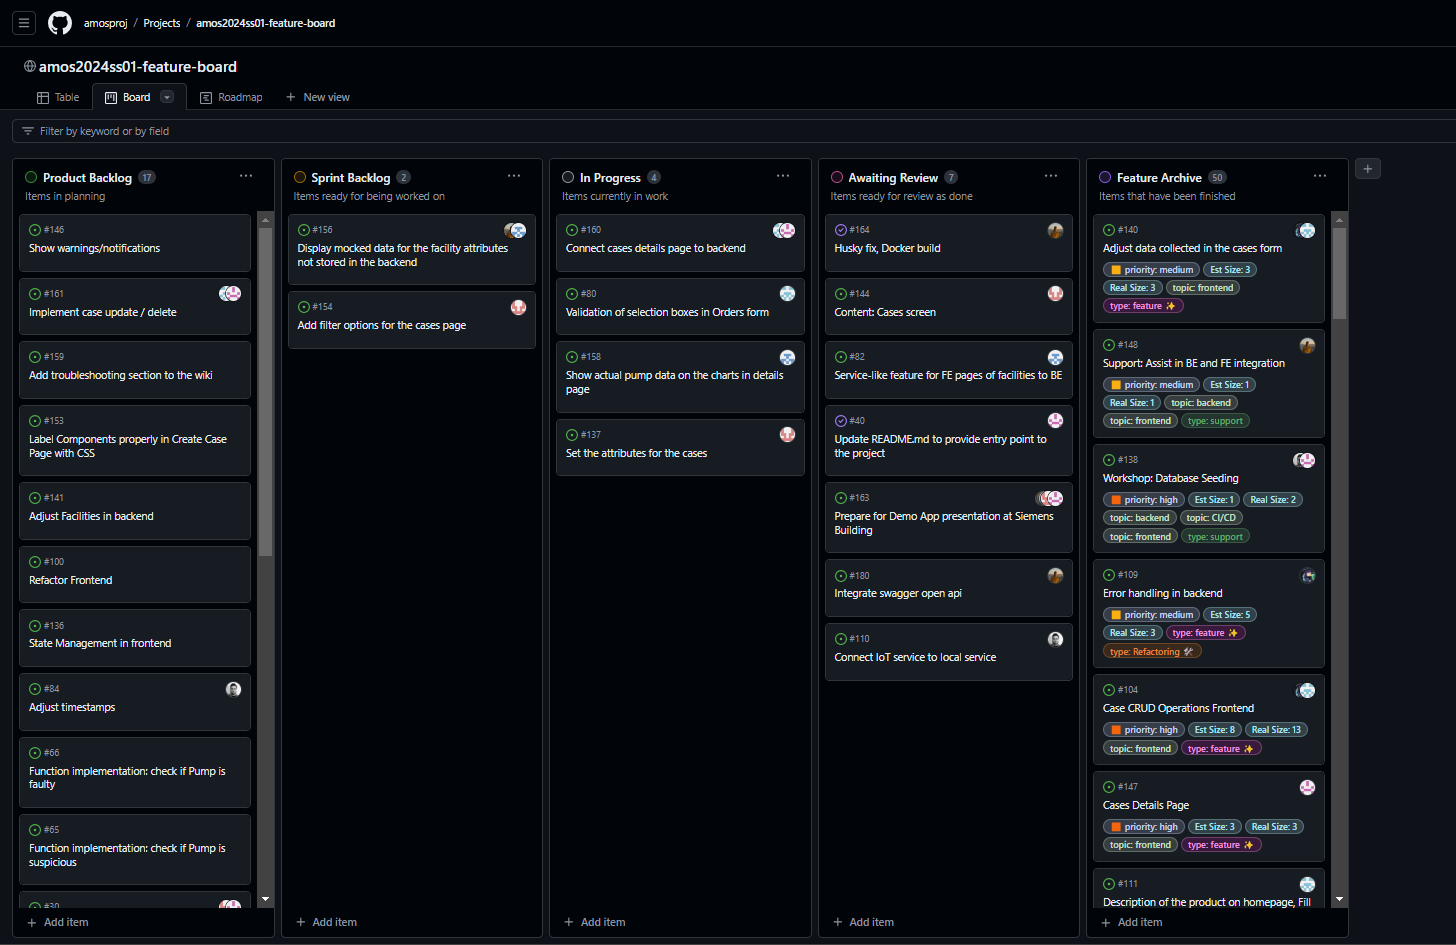 amosproj / Projects / amos2024ss01-feature-board
amos2024ss01-feature-board
Table Board Roadmap New view
Filter by keyword or by field
Product Backlog 17
Items in planning
#146
Show warnings/notifications
#161
Implement case update / delete
#159
Add troubleshooting section to the wiki
#153
Label Components properly in Create Case
Page with CSS
#141
Adjust Facilities in backend
#100
Refactor Frontend
#136
State Management in frontend
#84
Adjust timestamps
#66
Function implementation: check if Pump is
faulty
#65
Function implementation: check if Pump is
suspicious
#30
Add item
Sprint Backlog 2
Items ready for being worked on
#156
Display mocked data for the facility attributes
not stored in the backend
#154
Add filter options for the cases page
Add item
In Progress 4
Items currently in work
#160
Connect cases details page to backend
#80
Validation of selection boxes in Orders form
#158
Show actual pump data on the charts in details
page
#137
Set the attributes for the cases
Add item
Awaiting Review 7
Items ready for review as done
#164
Husky fix, Docker build
#144
Content: Cases screen
#82
Service-like feature for FE pages of facilities to BE
#40
Update README.md to provide entry point to
the project
#163
Prepare for Demo App presentation at Siemens
Building
#180
Integrate swagger open api
#110
Connect IoT service to local service
Add item
Feature Archive 50
Items that have been finished
#140
Adjust data collected in the cases form
priority: medium Est Size: 3
Real Size: 3 topic: frontend
type: feature ✨
#148
Support: Assist in BE and FE integration
priority: medium Est Size: 1
Real Size: 1 topic: backend
topic: frontend type: support
#138
Workshop: Database Seeding
priority: high Est Size: 1 Real Size: 2
topic: backend topic: CI/CD
topic: frontend type: support
#109
Error handling in backend
priority: medium Est Size: 5
Real Size: 3 type: feature ✨
type: Refactoring 🛠
#104
Case CRUD Operations Frontend
priority: high Est Size: 8 Real Size: 13
topic: frontend type: feature ✨
#147
Cases Details Page
priority: high Est Size: 3 Real Size: 3
topic: frontend type: feature ✨
#111
Description of the product on homepage, Fill
Add item